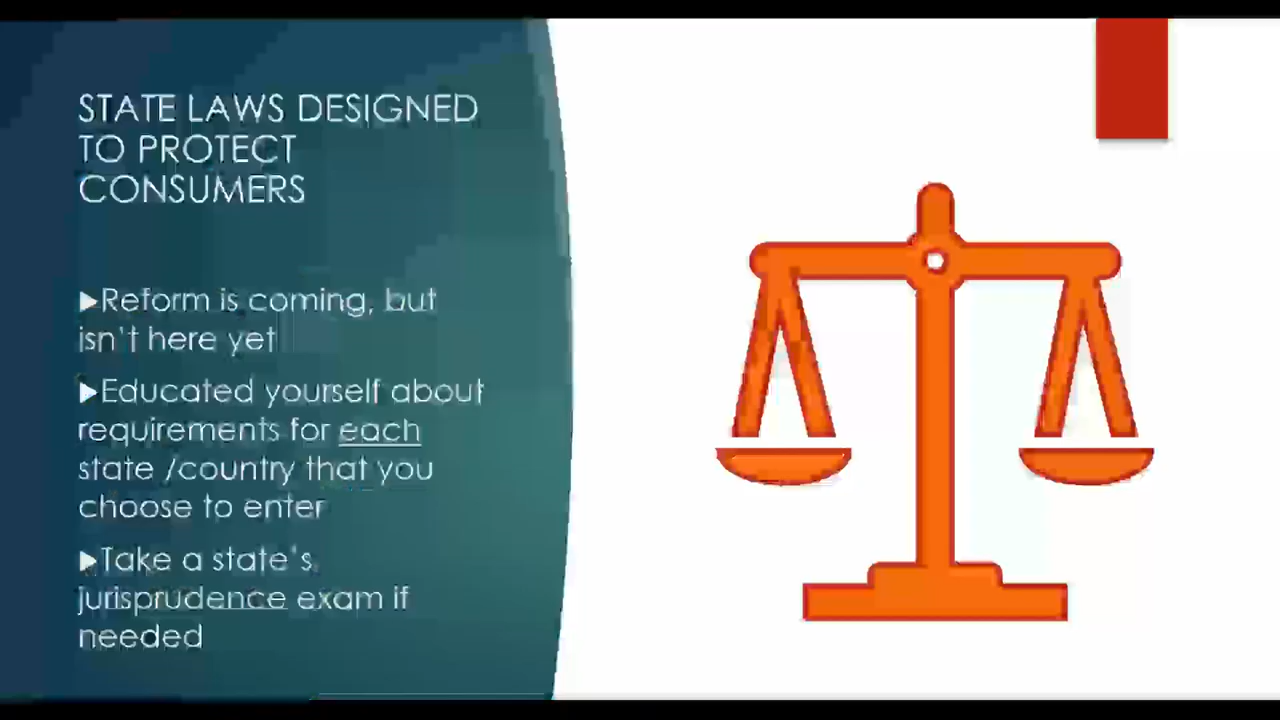 STATE LAWS DESIGNED
TO PROTECT
CONSUMERS
▶Reform is coming, but
isn't here yet
▶Educated yourself about
requirements for each
state /country that you
choose to enter
▶Take a state's
jurisprudence exam if
needed